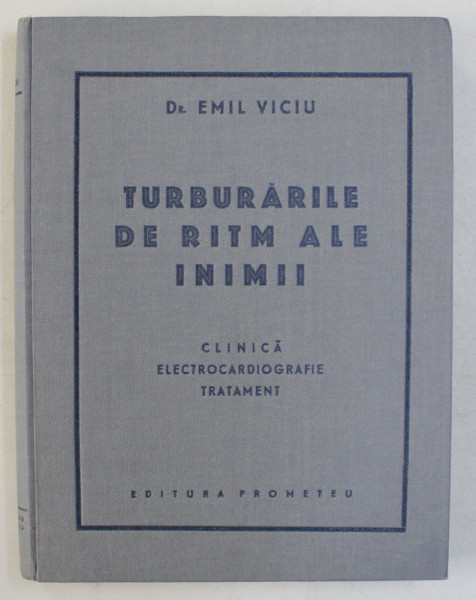 Dr. EMIL VICIU
TURBURĂRILE
DE RITM ALE
INIMII
CLINICĂ
ELECTROCARDIOGRAFIE
TRATAMENT
EDITURA PROMETEU